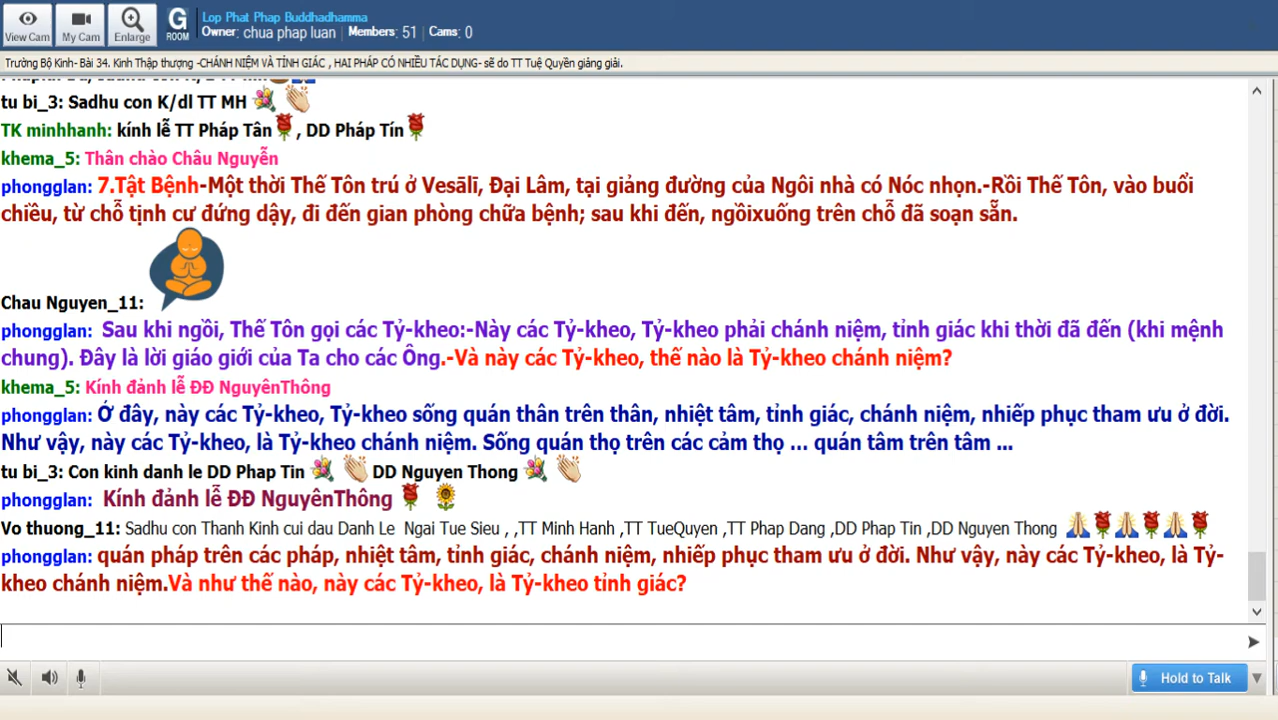 View Cam
My Cam
Enlarge
G
ROOM
Lop Phat Phap Buddhadhamma
Owner: chua phap luan Members: 51 Cams: 0
Trường Bộ Kinh- Bài 34. Kinh Thập thượng -CHÁNH NIỆM VÀ TỈNH GIÁC , HAI PHÁP CÓ NHIỀU TÁC DỤNG- sẽ do TT Tuệ Quyền giảng giải.
tu bi_3: Sadhu con K/dl TT MH
TK minhhanh: kính lễ TT Pháp Tân , DD Pháp Tín
khema_5: Thân chào Châu Nguyễn
phongglan: 7.Tật Bệnh-Một thời Thế Tôn trú ở Vesālī, Đại Lâm, tại giảng đường của Ngôi nhà có Nóc nhọn.-Rồi Thế Tôn, vào buổi
chiều, từ chỗ tịnh cư đứng dậy, đi đến gian phòng chữa bệnh; sau khi đến, ngồixuống trên chỗ đã soạn sẵn.
Chau Nguyen_11:
phongglan: Sau khi ngồi, Thế Tôn gọi các Tỷ-kheo:-Này các Tỷ-kheo, Tỷ-kheo phải chánh niệm, tỉnh giác khi thời đã đến (khi mệnh
chung). Đây là lời giáo giới của Ta cho các Ông.-Và này các Tỷ-kheo, thế nào là Tỷ-kheo chánh niệm?
khema_5: Kính đảnh lễ ĐĐ NguyênThông
phongglan: Ở đây, này các Tỷ-kheo, Tỷ-kheo sống quán thân trên thân, nhiệt tâm, tỉnh giác, chánh niệm, nhiếp phục tham ưu ở đời.
Như vậy, này các Tỷ-kheo, là Tỷ-kheo chánh niệm. Sống quán thọ trên các cảm thọ ... quán tâm trên tâm ...
tu bi_3: Con kinh danh le DD Phap Tin DD Nguyen Thong
phongglan: Kính đảnh lễ ĐĐ NguyênThông
Vo thuong_11: Sadhu con Thanh Kinh cui dau Danh Le Ngai Tue Sieu , ,TT Minh Hanh ,TT TueQuyen ,TT Phap Dang ,DD Phap Tin ,DD Nguyen Thong
phongglan: quán pháp trên các pháp, nhiệt tâm, tỉnh giác, chánh niệm, nhiếp phục tham ưu ở đời. Như vậy, này các Tỷ-kheo, là Tỷ-
kheo chánh niệm.Và như thế nào, này các Tỷ-kheo, là Tỷ-kheo tỉnh giác?
Hold to Talk